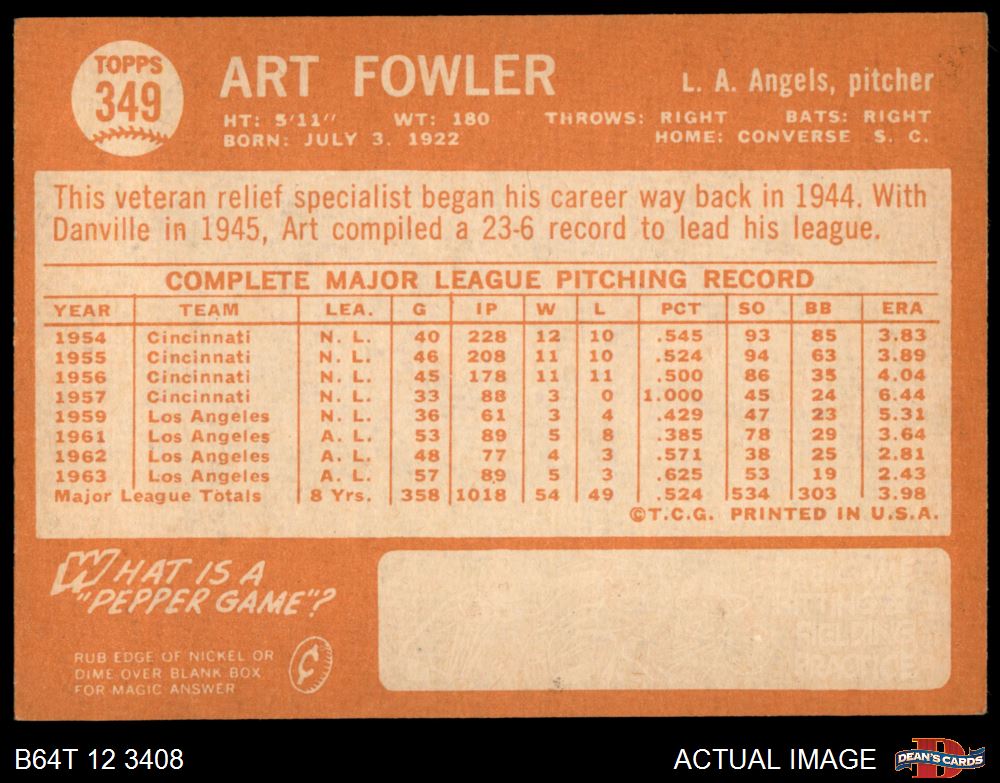 TOPPS
349
ART FOWLER
L. A. Angels, pitcher
HT: 5'11" WT: 180 THROWS: RIGHT BATS: RIGHT
BORN: JULY 3. 1922 HOME: CONVERSE S. C.
This veteran relief specialist began his career way back in 1944. With
Danville in 1945, Art compiled a 23-6 record to lead his league.
COMPLETE MAJOR LEAGUE PITCHING RECORD
YEAR TEAM LEA. G IP W L PCT SO BB ERA
1954 Cincinnati N. L. 40 228 12 10 .545 93 85 3.83
1955 Cincinnati N. L. 46 208 11 10 .524 94 63 3.89
1956 Cincinnati N. L. 45 178 11 11 .500 86 35 4.04
1957 Cincinnati N. L. 33 88 3 0 1.000 45 24 6.44
1959 Los Angeles N. L. 36 61 3 4 .429 47 23 5.31
1961 Los Angeles A. L. 53 89 5 8 .385 78 29 3.64
1962 Los Angeles A. L. 48 77 4 3 .571 38 25 2.81
1963 Los Angeles A. L. 57 89 5 3 .625 53 19 2.43
Major League Totals 8 Yrs. 358 1018 54 49 .524 534 303 3.98
©T.C.G. PRINTED IN U.S.A.
WHAT IS A
"PEPPER GAME"?
RUB EDGE OF NICKEL OR
DIME OVER BLANK BOX
FOR MAGIC ANSWER
¢
FIELDING
PRACTICE
B64T 12 3408
ACTUAL IMAGE
D
DEAN'S CARDS